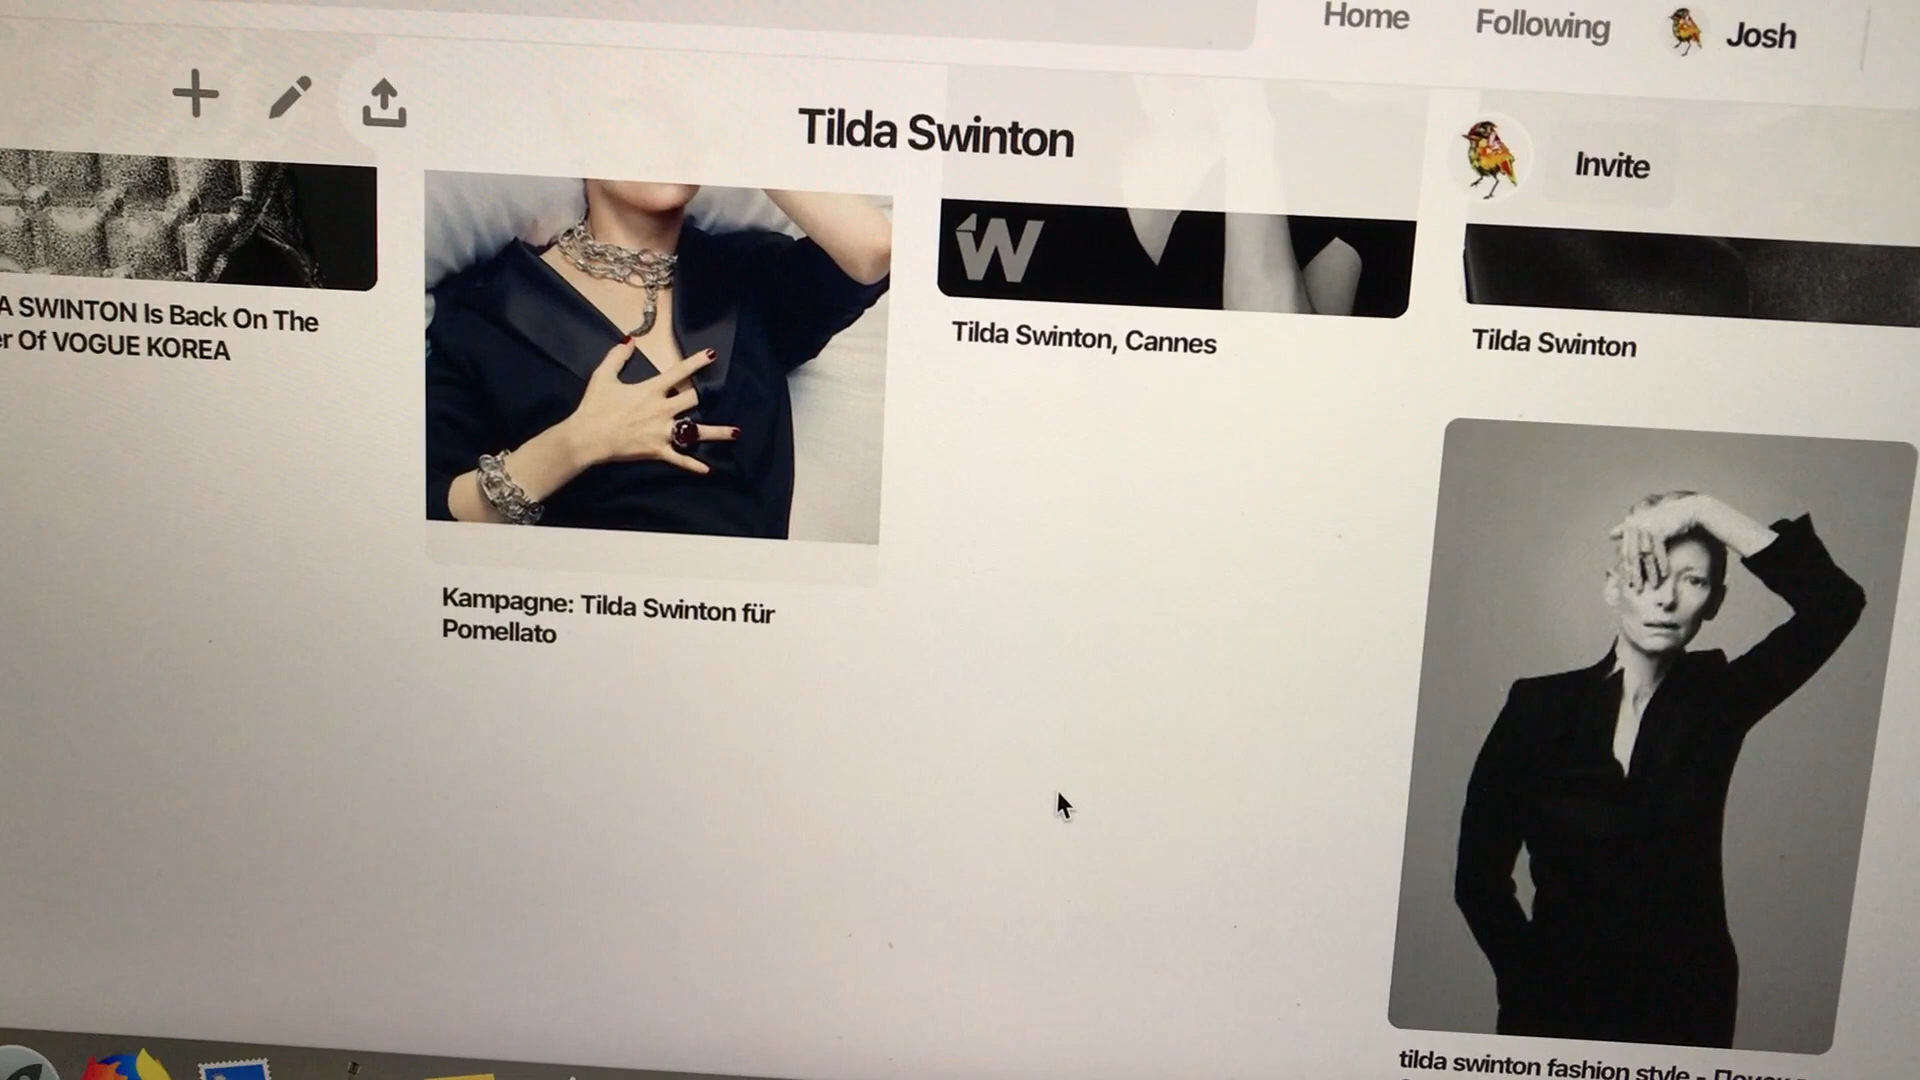 Home
Following
Josh
Tilda Swinton
Invite
A SWINTON Is Back On The
r Of VOGUE KOREA
W
Tilda Swinton, Cannes
Tilda Swinton
Kampagne: Tilda Swinton für
Pomellato
tilda swinton fashion style -